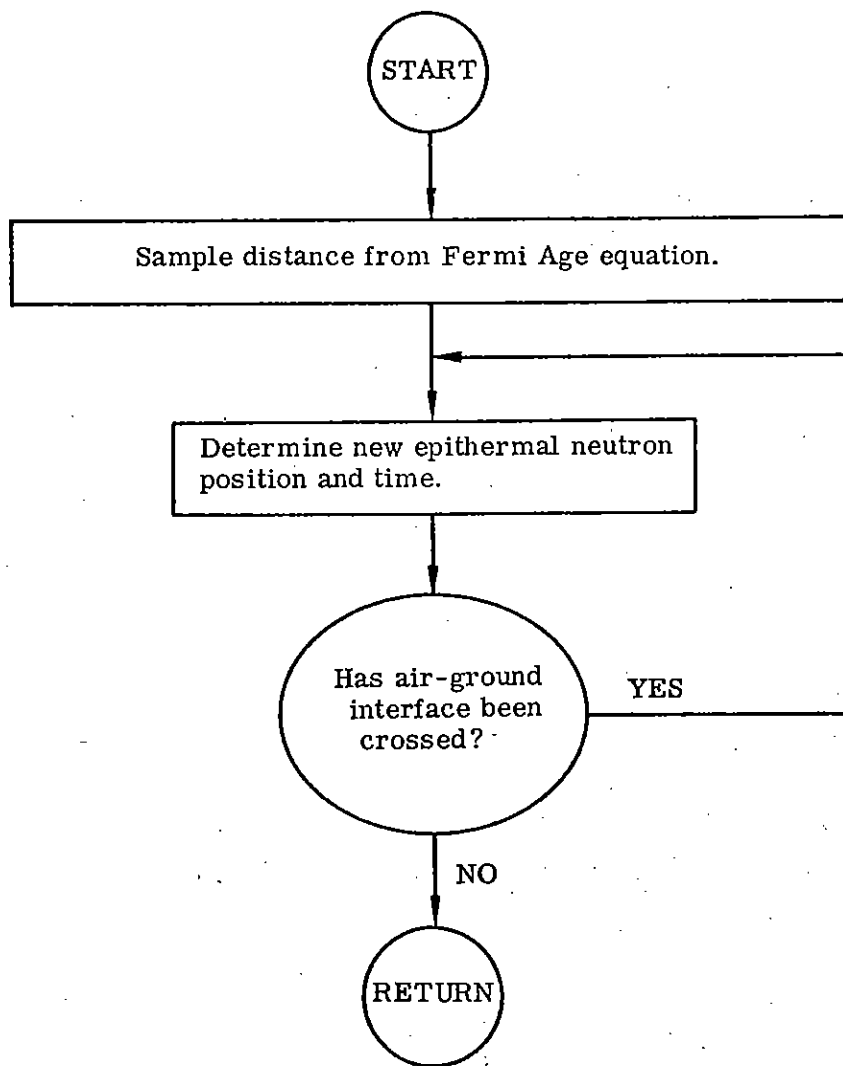 START
Sample distance from Fermi Age equation.
Determine new epithermal neutron
position and time.
Has air-ground
interface been
crossed?
YES
NO
RETURN